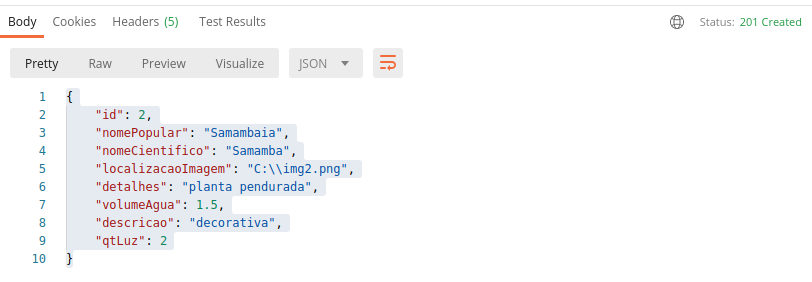 Body Cookies Headers (5) Test Results Status: 201 Created
Pretty Raw Preview Visualize JSON
1 {
2 "id": 2,
3 "nomePopular": "Samambaia",
4 "nomeCientifico": "Samamba",
5 "localizacaoImagem": "C:\\img2.png",
6 "detalhes": "planta pendurada",
7 "volumeAgua": 1.5,
8 "descricao": "decorativa",
9 "qtLuz": 2
10 }